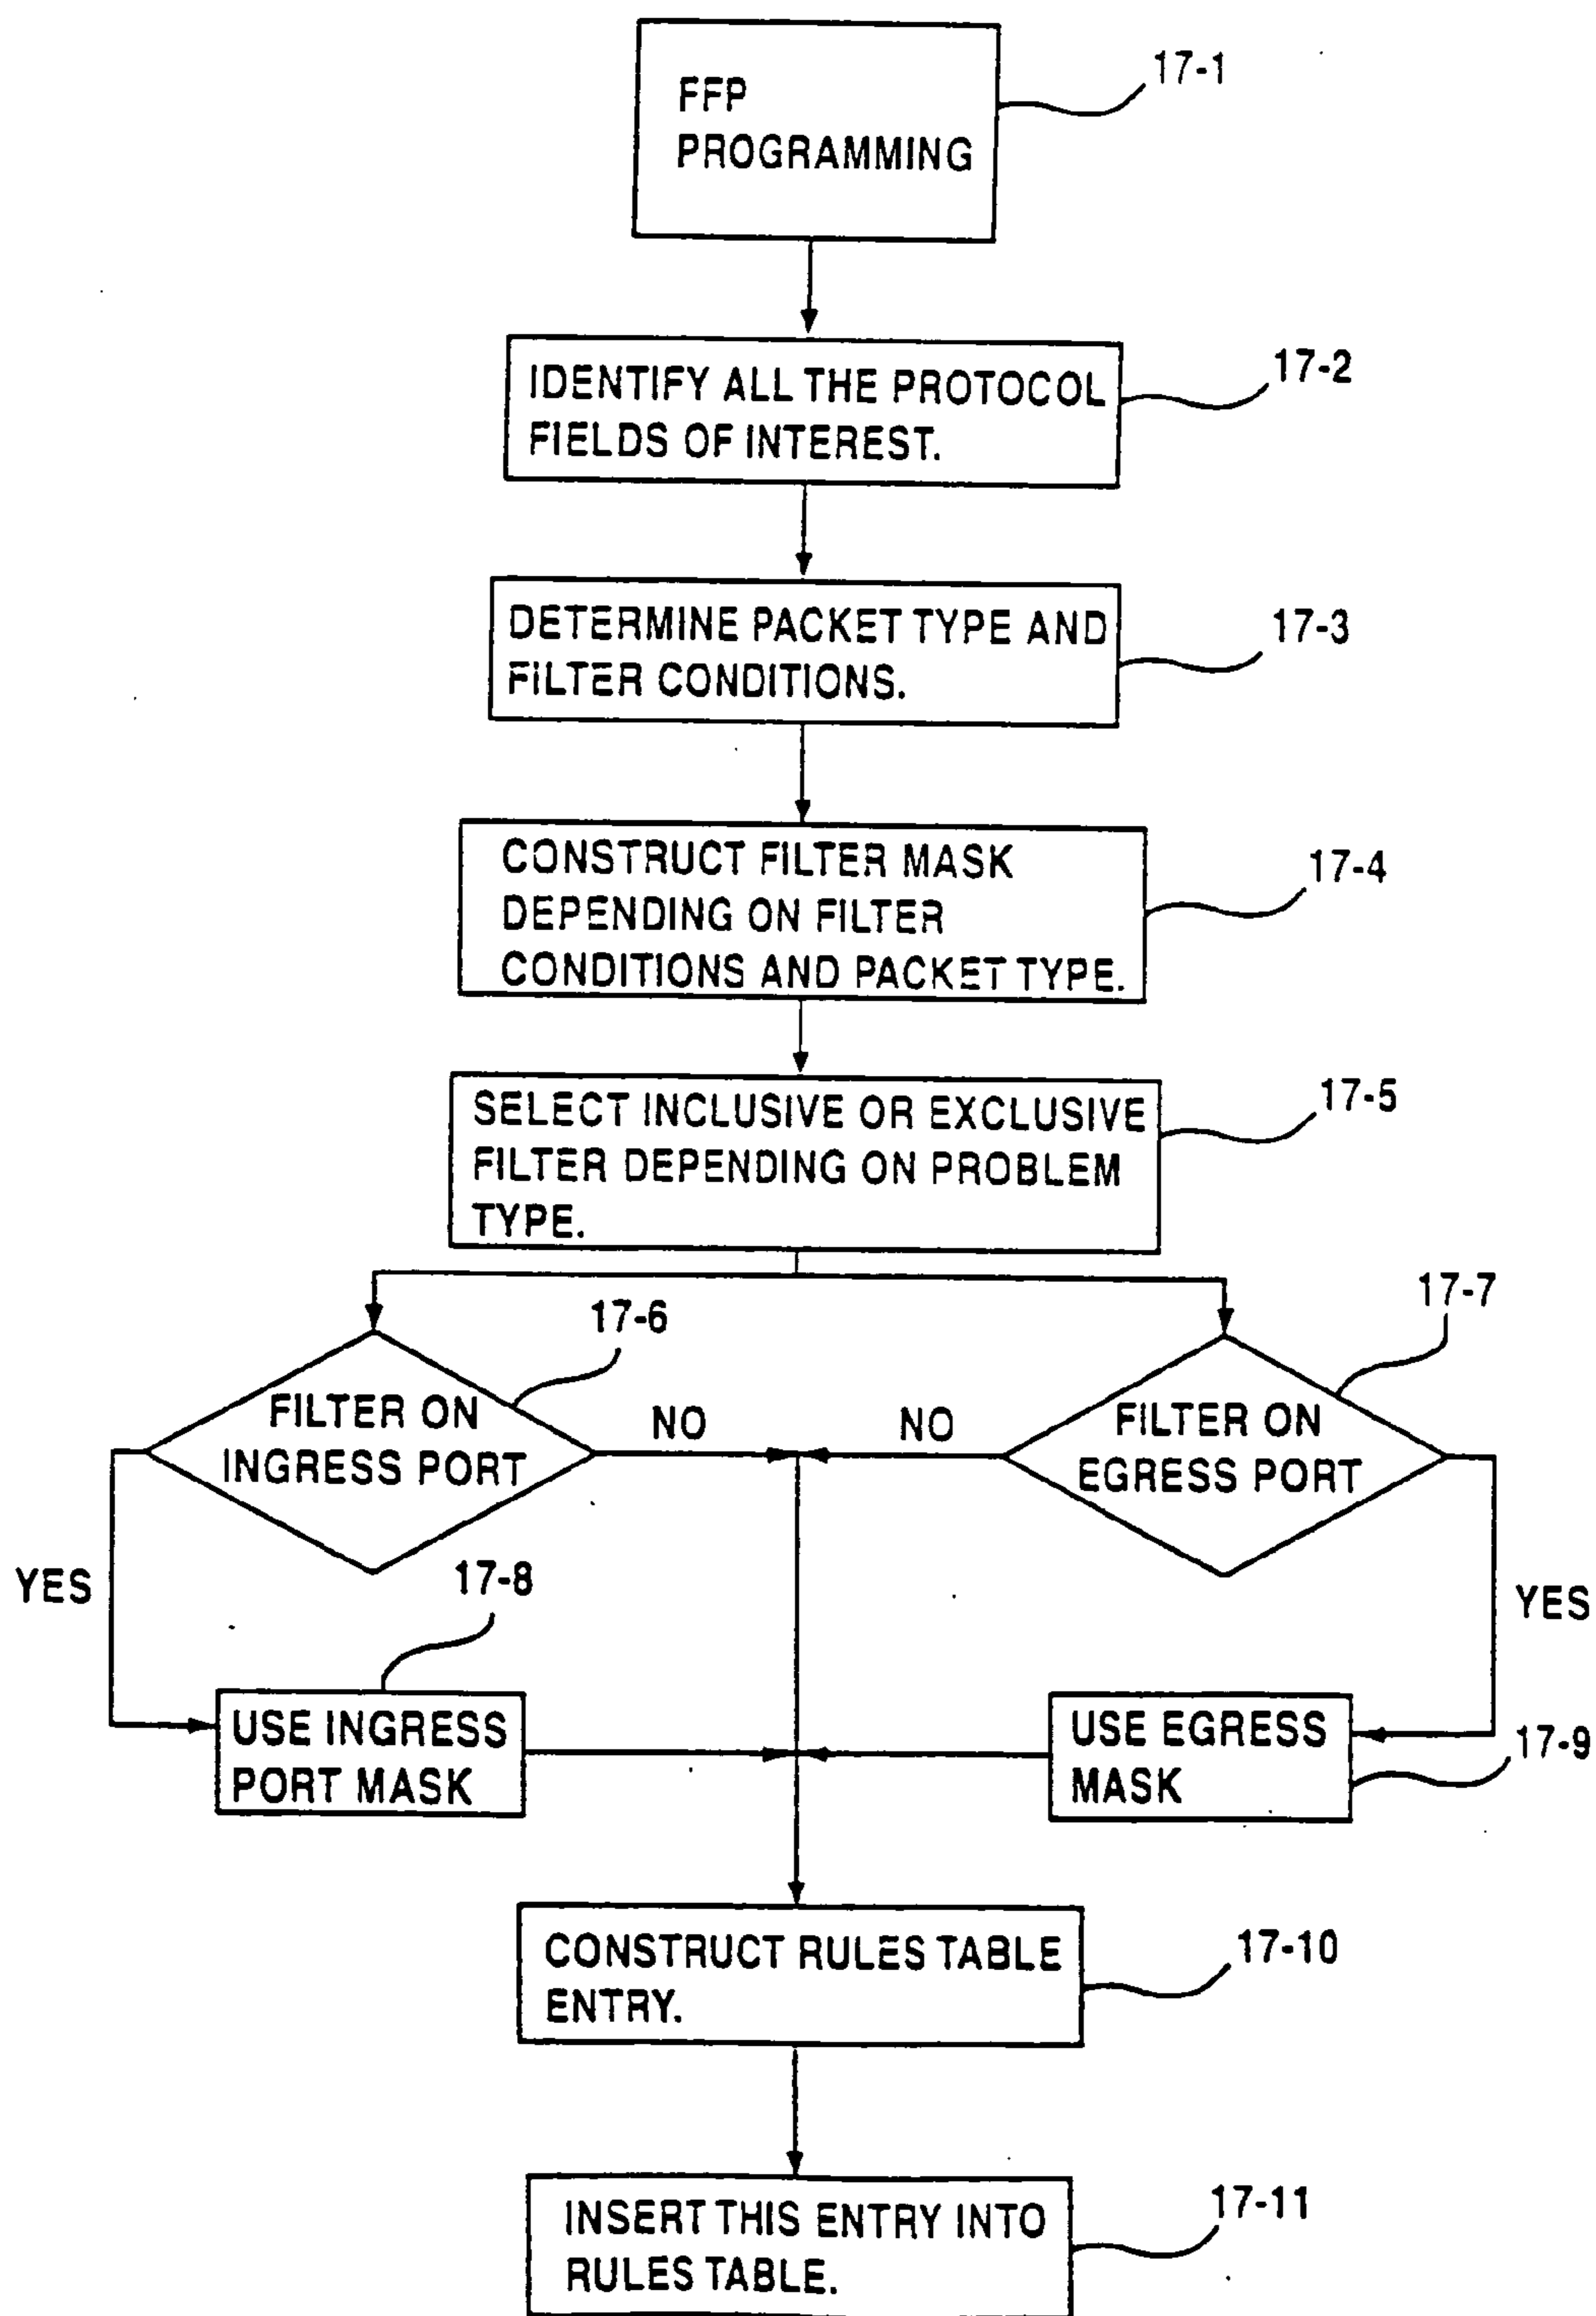 FFP
PROGRAMMING
17-1
IDENTIFY ALL THE PROTOCOL
FIELDS OF INTEREST.
17-2
DETERMINE PACKET TYPE AND
FILTER CONDITIONS.
17-3
CONSTRUCT FILTER MASK
DEPENDING ON FILTER
CONDITIONS AND PACKET TYPE.
17-4
SELECT INCLUSIVE OR EXCLUSIVE
FILTER DEPENDING ON PROBLEM
TYPE.
17-5
17-6
17-7
FILTER ON
INGRESS PORT
NO
NO
FILTER ON
EGRESS PORT
YES
17-8
YES
USE INGRESS
PORT MASK
USE EGRESS
MASK
17-9
CONSTRUCT RULES TABLE
ENTRY.
17-10
INSERT THIS ENTRY INTO
RULES TABLE.
17-11